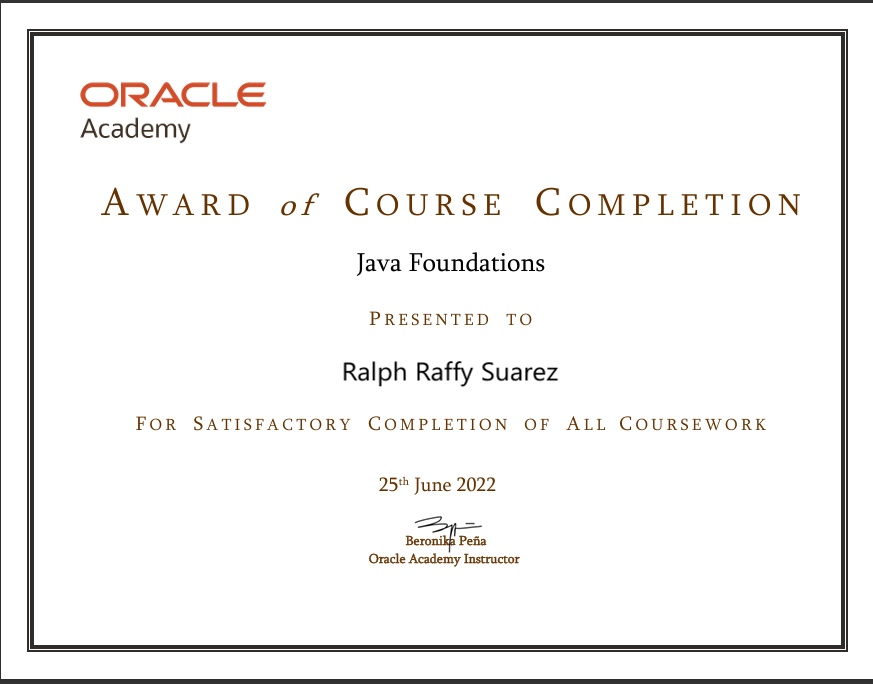 ORACLE
Academy
AWARD of COURSE COMPLETION
Java Foundations
PRESENTED TO
Ralph Raffy Suarez
FOR SATISFACTORY COMPLETION OF ALL COURSEWORK
25th June 2022
Beronika Peña
Oracle Academy Instructor